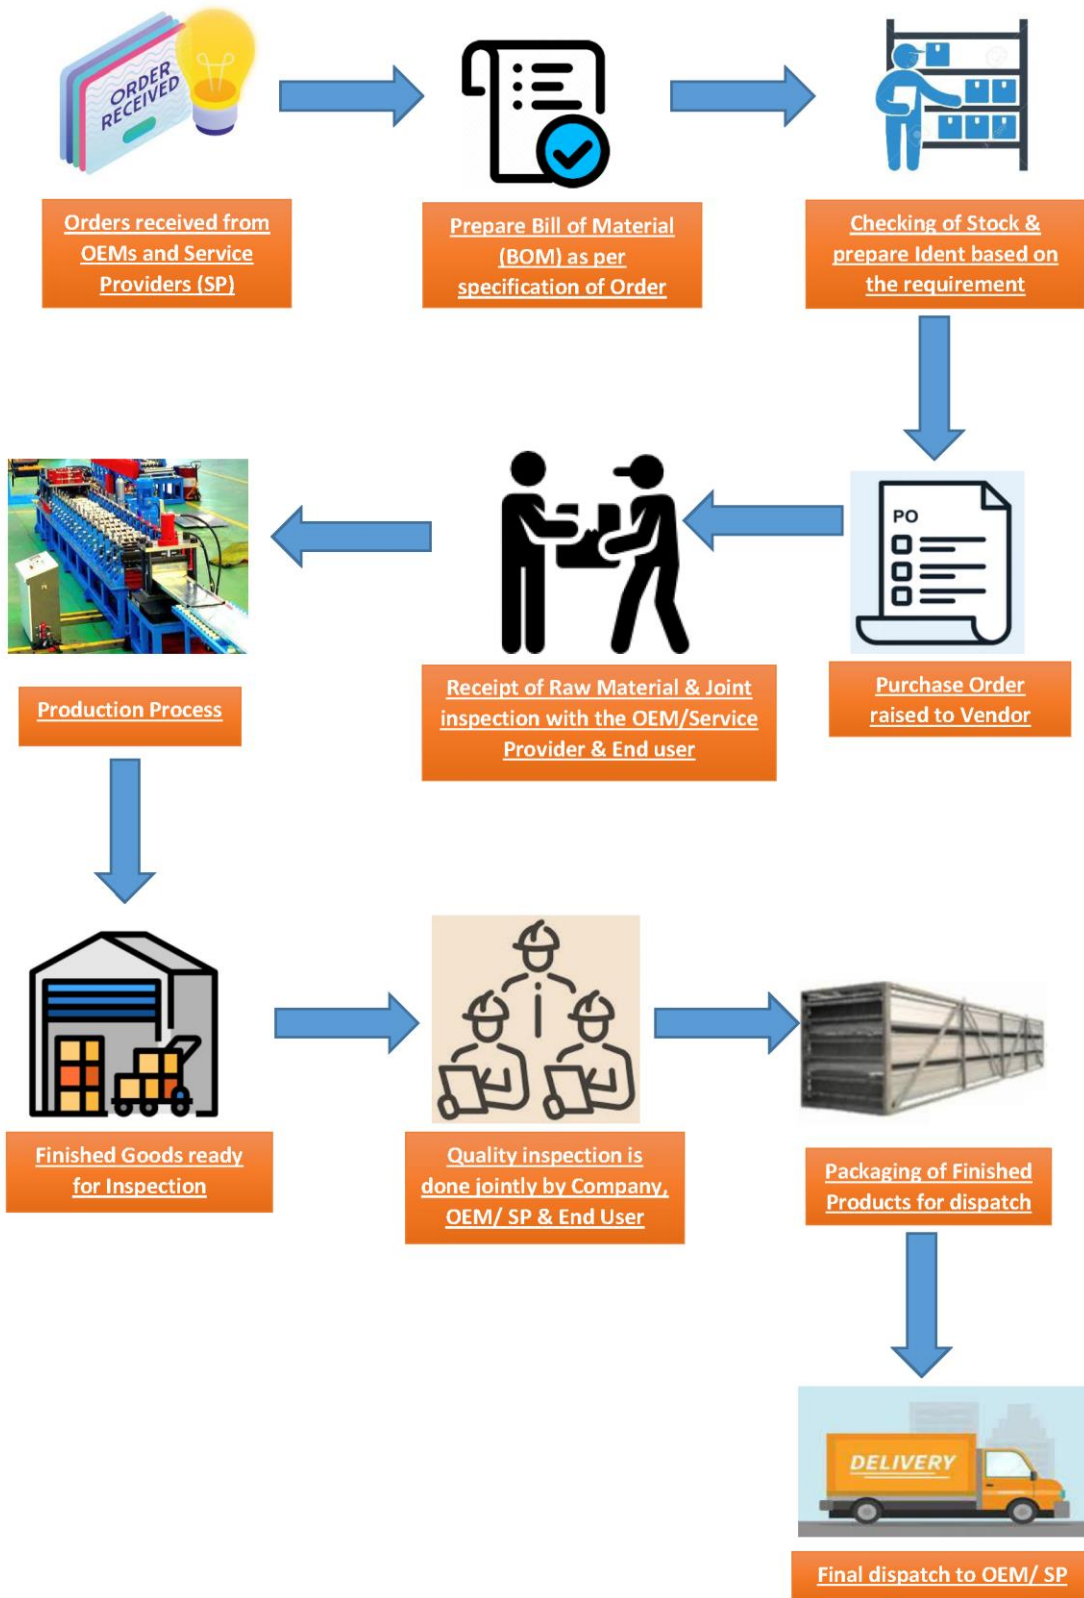 ORDER
RECEIVED
Orders received from
OEMs and Service
Providers (SP)
Prepare Bill of Material
(BOM) as per
specification of Order
Checking of Stock &
prepare Ident based on
the requirement
PO
Purchase Order
raised to Vendor
Receipt of Raw Material & Joint
inspection with the OEM/Service
Provider & End user
Production Process
Finished Goods ready
for Inspection
Quality inspection is
done jointly by Company,
OEM/ SP & End User
Packaging of Finished
Products for dispatch
DELIVERY
Final dispatch to OEM/ SP